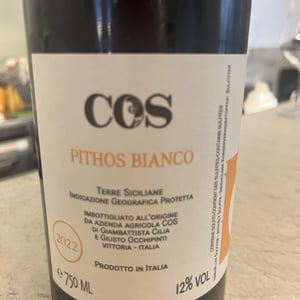 COS
PITHOS BIANCO
TERRE SICILIANE
INDICAZIONE GEOGRAFICA PROTETTA
IMBOTTIGLIATO ALL'ORIGINE
DA AZIENDA AGRICOLA COS
DI GIAMBATTISTA CILIA
E GIUSTO OCCHIPINTI
VITTORIA - ITALIA
2022
PRODOTTO IN ITALIA
e 750 ML
12% VOL